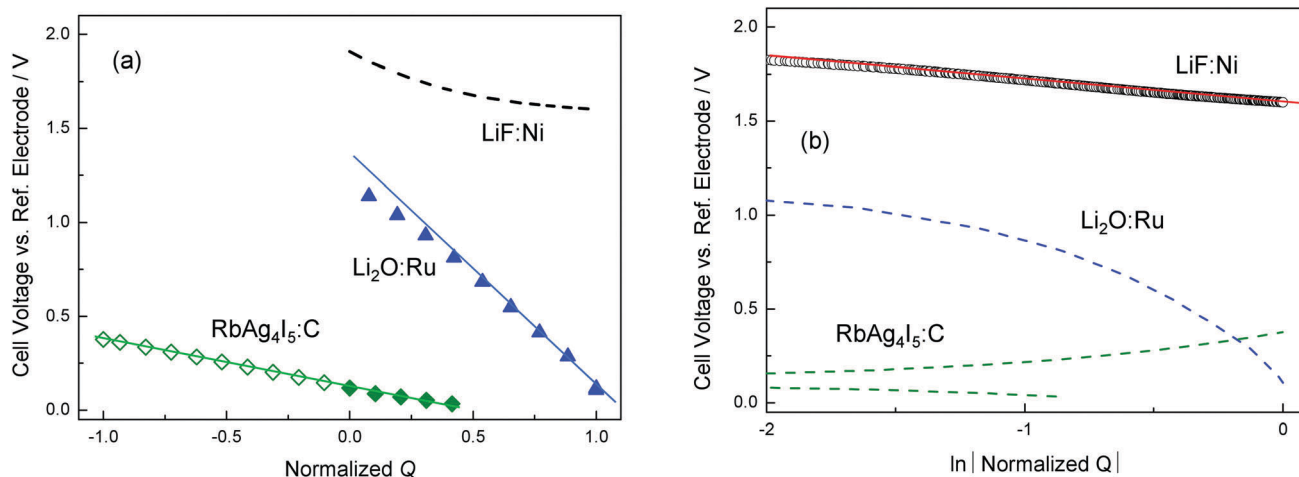 Cell Voltage vs. Ref. Electrode / V
2.0
1.5
1.0
0.5
0.0
(a)
LiF:Ni
Li₂O:Ru
RbAg₄I₅:C
-1.0 -0.5 0.0 0.5 1.0
Normalized Q
Cell Voltage vs. Ref. Electrode / V
2.0
1.5
1.0
0.5
0.0
LiF:Ni
(b)
Li₂O:Ru
RbAg₄I₅:C
-2 -1 0
ln | Normalized Q |